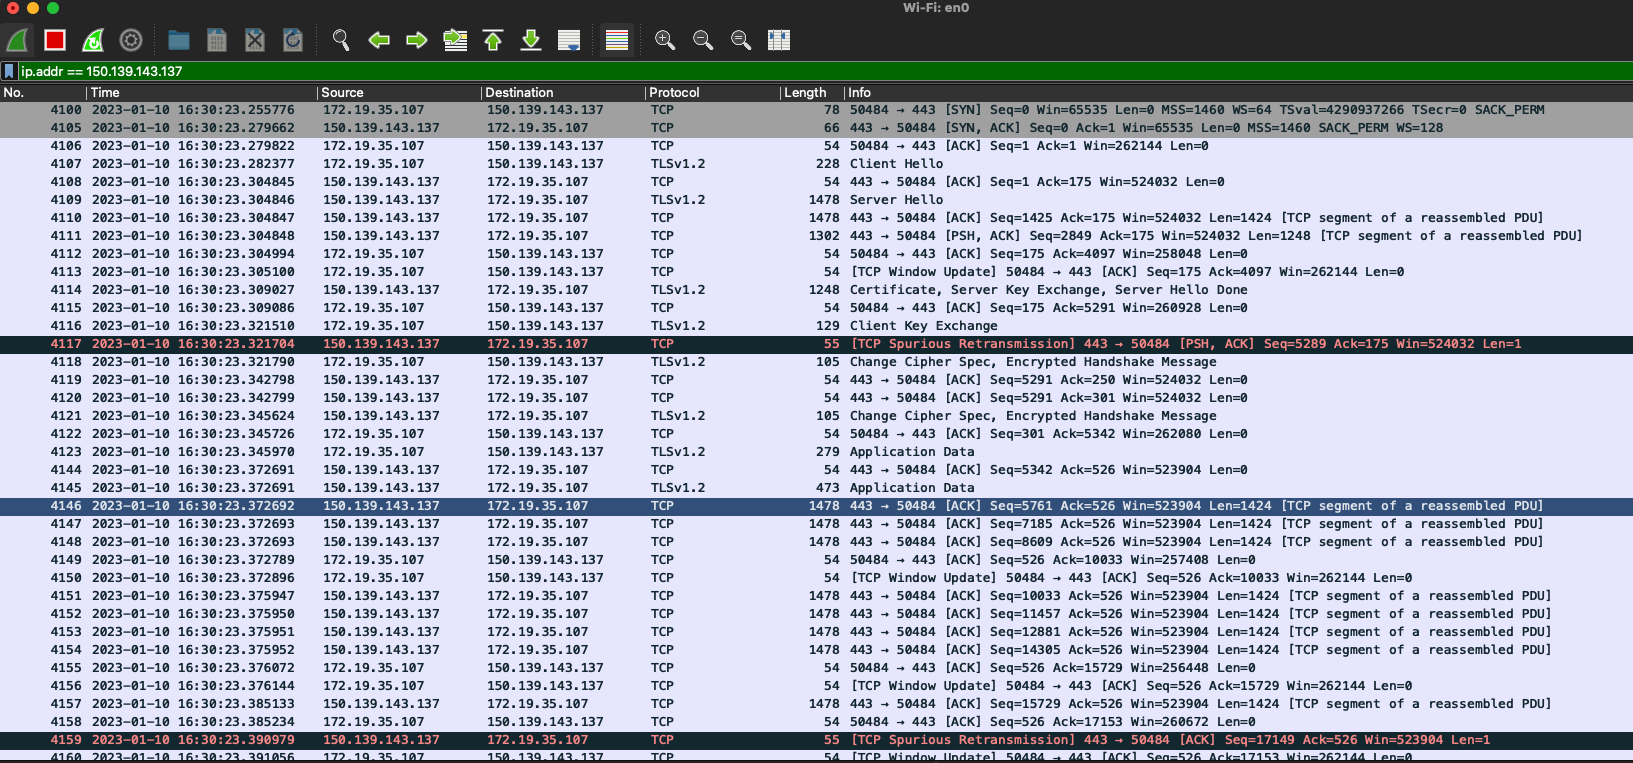 Wi-Fi: en0
ip.addr == 150.139.143.137
No. Time Source Destination Protocol Length Info
4100 2023-01-10 16:30:23.255776 172.19.35.107 150.139.143.137 TCP 78 50484 → 443 [SYN] Seq=0 Win=65535 Len=0 MSS=1460 WS=64 TSval=4290937266 TSecr=0 SACK_PERM
4105 2023-01-10 16:30:23.279662 150.139.143.137 172.19.35.107 TCP 66 443 → 50484 [SYN, ACK] Seq=0 Ack=1 Win=65535 Len=0 MSS=1460 SACK_PERM WS=128
4106 2023-01-10 16:30:23.279822 172.19.35.107 150.139.143.137 TCP 54 50484 → 443 [ACK] Seq=1 Ack=1 Win=262144 Len=0
4107 2023-01-10 16:30:23.282377 172.19.35.107 150.139.143.137 TLSv1.2 228 Client Hello
4108 2023-01-10 16:30:23.304845 150.139.143.137 172.19.35.107 TCP 54 443 → 50484 [ACK] Seq=1 Ack=175 Win=524032 Len=0
4109 2023-01-10 16:30:23.304846 150.139.143.137 172.19.35.107 TLSv1.2 1478 Server Hello
4110 2023-01-10 16:30:23.304847 150.139.143.137 172.19.35.107 TCP 1478 443 → 50484 [ACK] Seq=1425 Ack=175 Win=524032 Len=1424 [TCP segment of a reassembled PDU]
4111 2023-01-10 16:30:23.304848 150.139.143.137 172.19.35.107 TCP 1302 443 → 50484 [PSH, ACK] Seq=2849 Ack=175 Win=524032 Len=1248 [TCP segment of a reassembled PDU]
4112 2023-01-10 16:30:23.304994 172.19.35.107 150.139.143.137 TCP 54 50484 → 443 [ACK] Seq=175 Ack=4097 Win=258048 Len=0
4113 2023-01-10 16:30:23.305100 172.19.35.107 150.139.143.137 TCP 54 [TCP Window Update] 50484 → 443 [ACK] Seq=175 Ack=4097 Win=262144 Len=0
4114 2023-01-10 16:30:23.309027 150.139.143.137 172.19.35.107 TLSv1.2 1248 Certificate, Server Key Exchange, Server Hello Done
4115 2023-01-10 16:30:23.309086 172.19.35.107 150.139.143.137 TCP 54 50484 → 443 [ACK] Seq=175 Ack=5291 Win=260928 Len=0
4116 2023-01-10 16:30:23.321510 172.19.35.107 150.139.143.137 TLSv1.2 129 Client Key Exchange
4117 2023-01-10 16:30:23.321704 150.139.143.137 172.19.35.107 TCP 55 [TCP Spurious Retransmission] 443 → 50484 [PSH, ACK] Seq=5289 Ack=175 Win=524032 Len=1
4118 2023-01-10 16:30:23.321790 172.19.35.107 150.139.143.137 TLSv1.2 105 Change Cipher Spec, Encrypted Handshake Message
4119 2023-01-10 16:30:23.342798 150.139.143.137 172.19.35.107 TCP 54 443 → 50484 [ACK] Seq=5291 Ack=250 Win=524032 Len=0
4120 2023-01-10 16:30:23.342799 150.139.143.137 172.19.35.107 TCP 54 443 → 50484 [ACK] Seq=5291 Ack=301 Win=524032 Len=0
4121 2023-01-10 16:30:23.345624 150.139.143.137 172.19.35.107 TLSv1.2 105 Change Cipher Spec, Encrypted Handshake Message
4122 2023-01-10 16:30:23.345726 172.19.35.107 150.139.143.137 TCP 54 50484 → 443 [ACK] Seq=301 Ack=5342 Win=262080 Len=0
4123 2023-01-10 16:30:23.345970 172.19.35.107 150.139.143.137 TLSv1.2 279 Application Data
4144 2023-01-10 16:30:23.372691 150.139.143.137 172.19.35.107 TCP 54 443 → 50484 [ACK] Seq=5342 Ack=526 Win=523904 Len=0
4145 2023-01-10 16:30:23.372691 150.139.143.137 172.19.35.107 TLSv1.2 473 Application Data
4146 2023-01-10 16:30:23.372692 150.139.143.137 172.19.35.107 TCP 1478 443 → 50484 [ACK] Seq=5761 Ack=526 Win=523904 Len=1424 [TCP segment of a reassembled PDU]
4147 2023-01-10 16:30:23.372693 150.139.143.137 172.19.35.107 TCP 1478 443 → 50484 [ACK] Seq=7185 Ack=526 Win=523904 Len=1424 [TCP segment of a reassembled PDU]
4148 2023-01-10 16:30:23.372693 150.139.143.137 172.19.35.107 TCP 1478 443 → 50484 [ACK] Seq=8609 Ack=526 Win=523904 Len=1424 [TCP segment of a reassembled PDU]
4149 2023-01-10 16:30:23.372789 172.19.35.107 150.139.143.137 TCP 54 50484 → 443 [ACK] Seq=526 Ack=10033 Win=257408 Len=0
4150 2023-01-10 16:30:23.372896 172.19.35.107 150.139.143.137 TCP 54 [TCP Window Update] 50484 → 443 [ACK] Seq=526 Ack=10033 Win=262144 Len=0
4151 2023-01-10 16:30:23.375947 150.139.143.137 172.19.35.107 TCP 1478 443 → 50484 [ACK] Seq=10033 Ack=526 Win=523904 Len=1424 [TCP segment of a reassembled PDU]
4152 2023-01-10 16:30:23.375950 150.139.143.137 172.19.35.107 TCP 1478 443 → 50484 [ACK] Seq=11457 Ack=526 Win=523904 Len=1424 [TCP segment of a reassembled PDU]
4153 2023-01-10 16:30:23.375951 150.139.143.137 172.19.35.107 TCP 1478 443 → 50484 [ACK] Seq=12881 Ack=526 Win=523904 Len=1424 [TCP segment of a reassembled PDU]
4154 2023-01-10 16:30:23.375952 150.139.143.137 172.19.35.107 TCP 1478 443 → 50484 [ACK] Seq=14305 Ack=526 Win=523904 Len=1424 [TCP segment of a reassembled PDU]
4155 2023-01-10 16:30:23.376072 172.19.35.107 150.139.143.137 TCP 54 50484 → 443 [ACK] Seq=526 Ack=15729 Win=256448 Len=0
4156 2023-01-10 16:30:23.376144 172.19.35.107 150.139.143.137 TCP 54 [TCP Window Update] 50484 → 443 [ACK] Seq=526 Ack=15729 Win=262144 Len=0
4157 2023-01-10 16:30:23.385133 150.139.143.137 172.19.35.107 TCP 1478 443 → 50484 [ACK] Seq=15729 Ack=526 Win=523904 Len=1424 [TCP segment of a reassembled PDU]
4158 2023-01-10 16:30:23.385234 172.19.35.107 150.139.143.137 TCP 54 50484 → 443 [ACK] Seq=526 Ack=17153 Win=260672 Len=0
4159 2023-01-10 16:30:23.390979 150.139.143.137 172.19.35.107 TCP 55 [TCP Spurious Retransmission] 443 → 50484 [ACK] Seq=17149 Ack=526 Win=523904 Len=1
4160 2023-01-10 16:30:23.391056 172.19.35.107 150.139.143.137 TCP 54 [TCP Window Update] 50484 → 443 [ACK] Seq=526 Ack=17153 Win=262144 Len=0